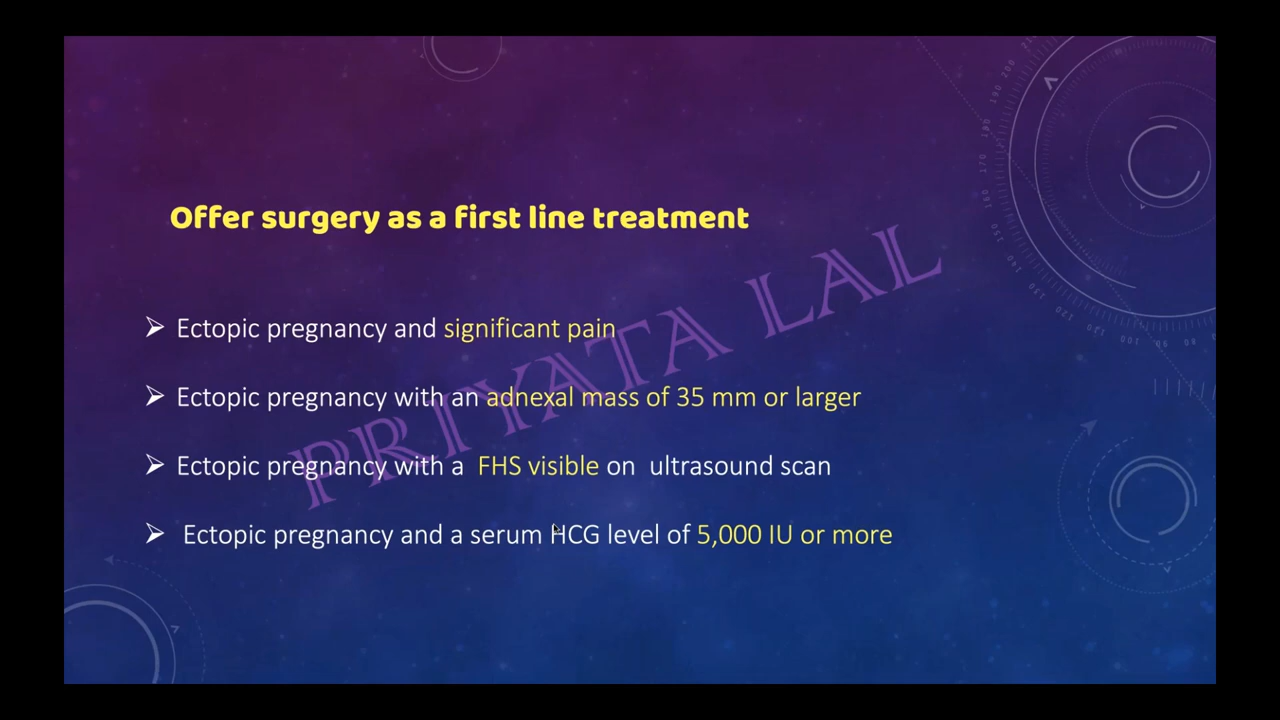 Offer surgery as a first line treatment
➢ Ectopic pregnancy and significant pain
➢ Ectopic pregnancy with an adnexal mass of 35 mm or larger
➢ Ectopic pregnancy with a FHS visible on ultrasound scan
➢ Ectopic pregnancy and a serum HCG level of 5,000 IU or more
PRIYATA LAL